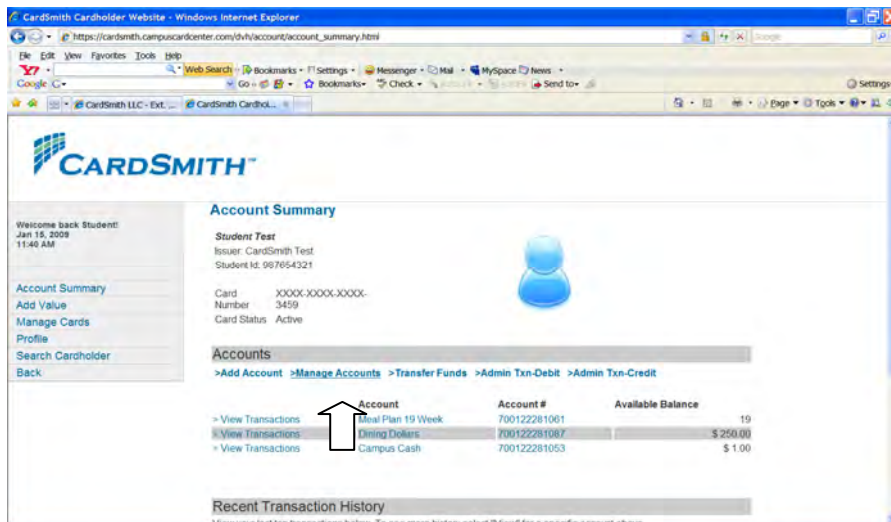 CardSmith Cardholder Website - Windows Internet Explorer
https://cardsmith.campuscardcenter.com/dvh/account/account_summary.html
File Edit View Favorites Tools Help
Web Search Bookmarks Settings Messenger Mail MySpace News
Google Go Bookmarks Check Send to Settings
CardSmith LLC - Ext. ... CardSmith Cardhol... Page Tools
CARDSMITH™
Account Summary
Welcome back Student!
Jan 15, 2009
11:40 AM
Student Test
Issuer: CardSmith Test
Student Id: 987654321
Card Number XXXX-XXXX-XXXX-3459
Card Status Active
Account Summary
Add Value
Manage Cards
Profile
Search Cardholder
Back
Accounts
>Add Account >Manage Accounts >Transfer Funds >Admin Txn-Debit >Admin Txn-Credit
Account Account # Available Balance
> View Transactions Meal Plan 19 Week 700122281061 19
> View Transactions Dining Dollars 700122281087 $ 250.00
> View Transactions Campus Cash 700122281053 $ 1.00
Recent Transaction History